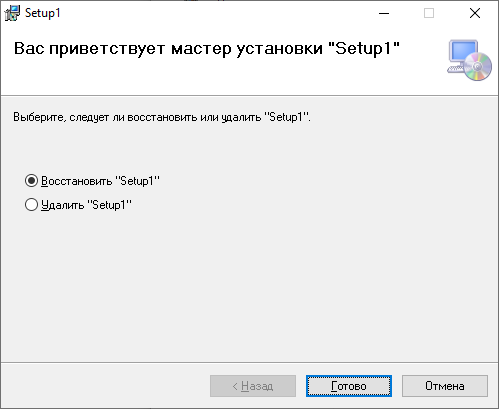 Setup1
Вас приветствует мастер установки "Setup1"
Выберите, следует ли восстановить или удалить "Setup1".
Восстановить "Setup1"
Удалить "Setup1"
< Назад Готово Отмена